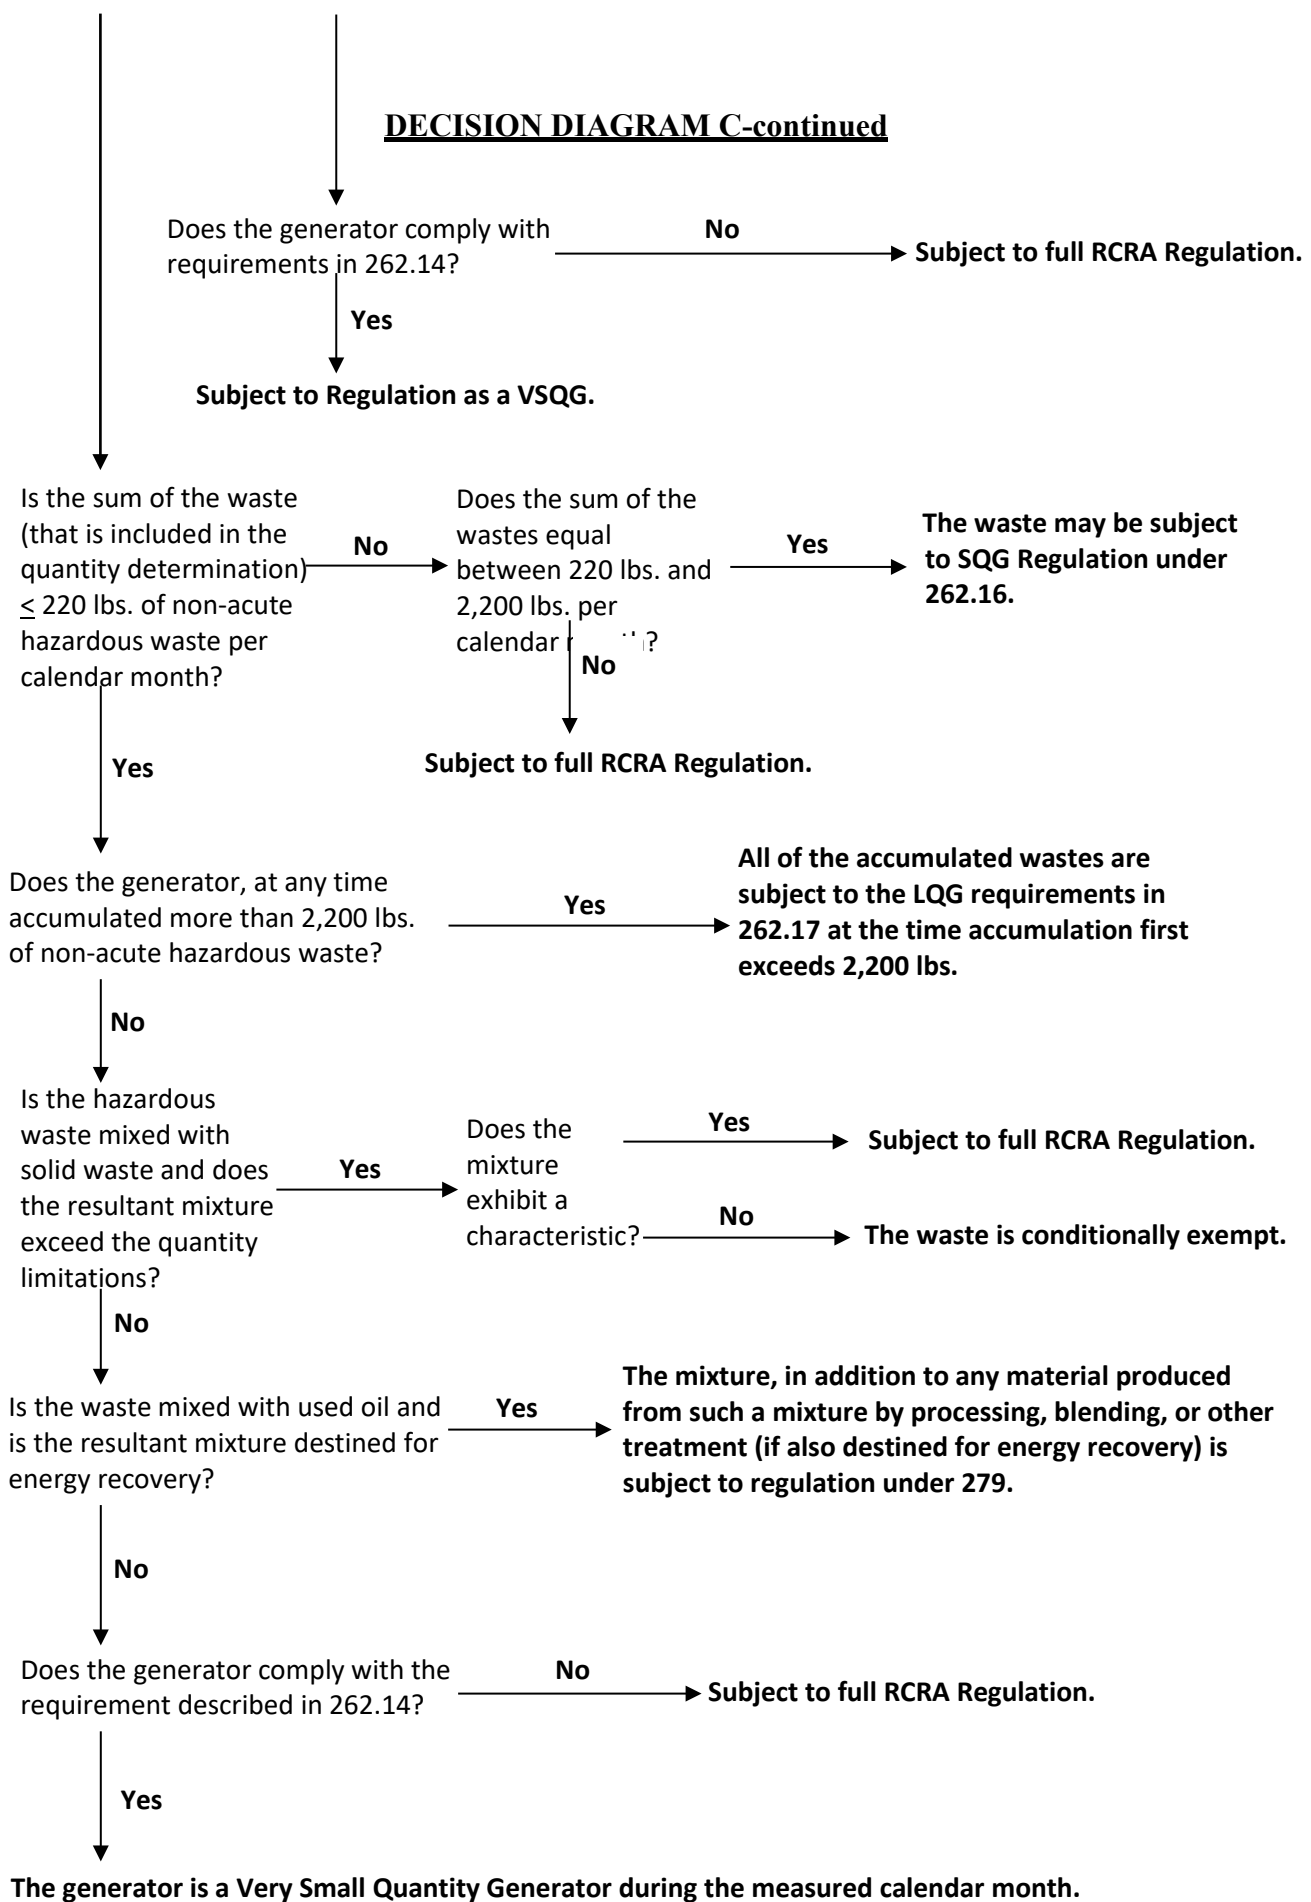 DECISION DIAGRAM C-continued
Does the generator comply with
requirements in 262.14?
No
Subject to full RCRA Regulation.
Yes
Subject to Regulation as a VSQG.
Is the sum of the waste
(that is included in the
quantity determination)
≤ 220 lbs. of non-acute
hazardous waste per
calendar month?
No
Does the sum of the
wastes equal
between 220 lbs. and
2,200 lbs. per
calendar
Yes
The waste may be subject
to SQG Regulation under
262.16.
No
Subject to full RCRA Regulation.
Yes
Does the generator, at any time
accumulated more than 2,200 lbs.
of non-acute hazardous waste?
Yes
All of the accumulated wastes are
subject to the LQG requirements in
262.17 at the time accumulation first
exceeds 2,200 lbs.
No
Is the hazardous
waste mixed with
solid waste and does
the resultant mixture
exceed the quantity
limitations?
Yes
Does the
mixture
exhibit a
characteristic?
Yes
Subject to full RCRA Regulation.
No
The waste is conditionally exempt.
No
Is the waste mixed with used oil and
is the resultant mixture destined for
energy recovery?
Yes
The mixture, in addition to any material produced
from such a mixture by processing, blending, or other
treatment (if also destined for energy recovery) is
subject to regulation under 279.
No
Does the generator comply with the
requirement described in 262.14?
No
Subject to full RCRA Regulation.
Yes
The generator is a Very Small Quantity Generator during the measured calendar month.